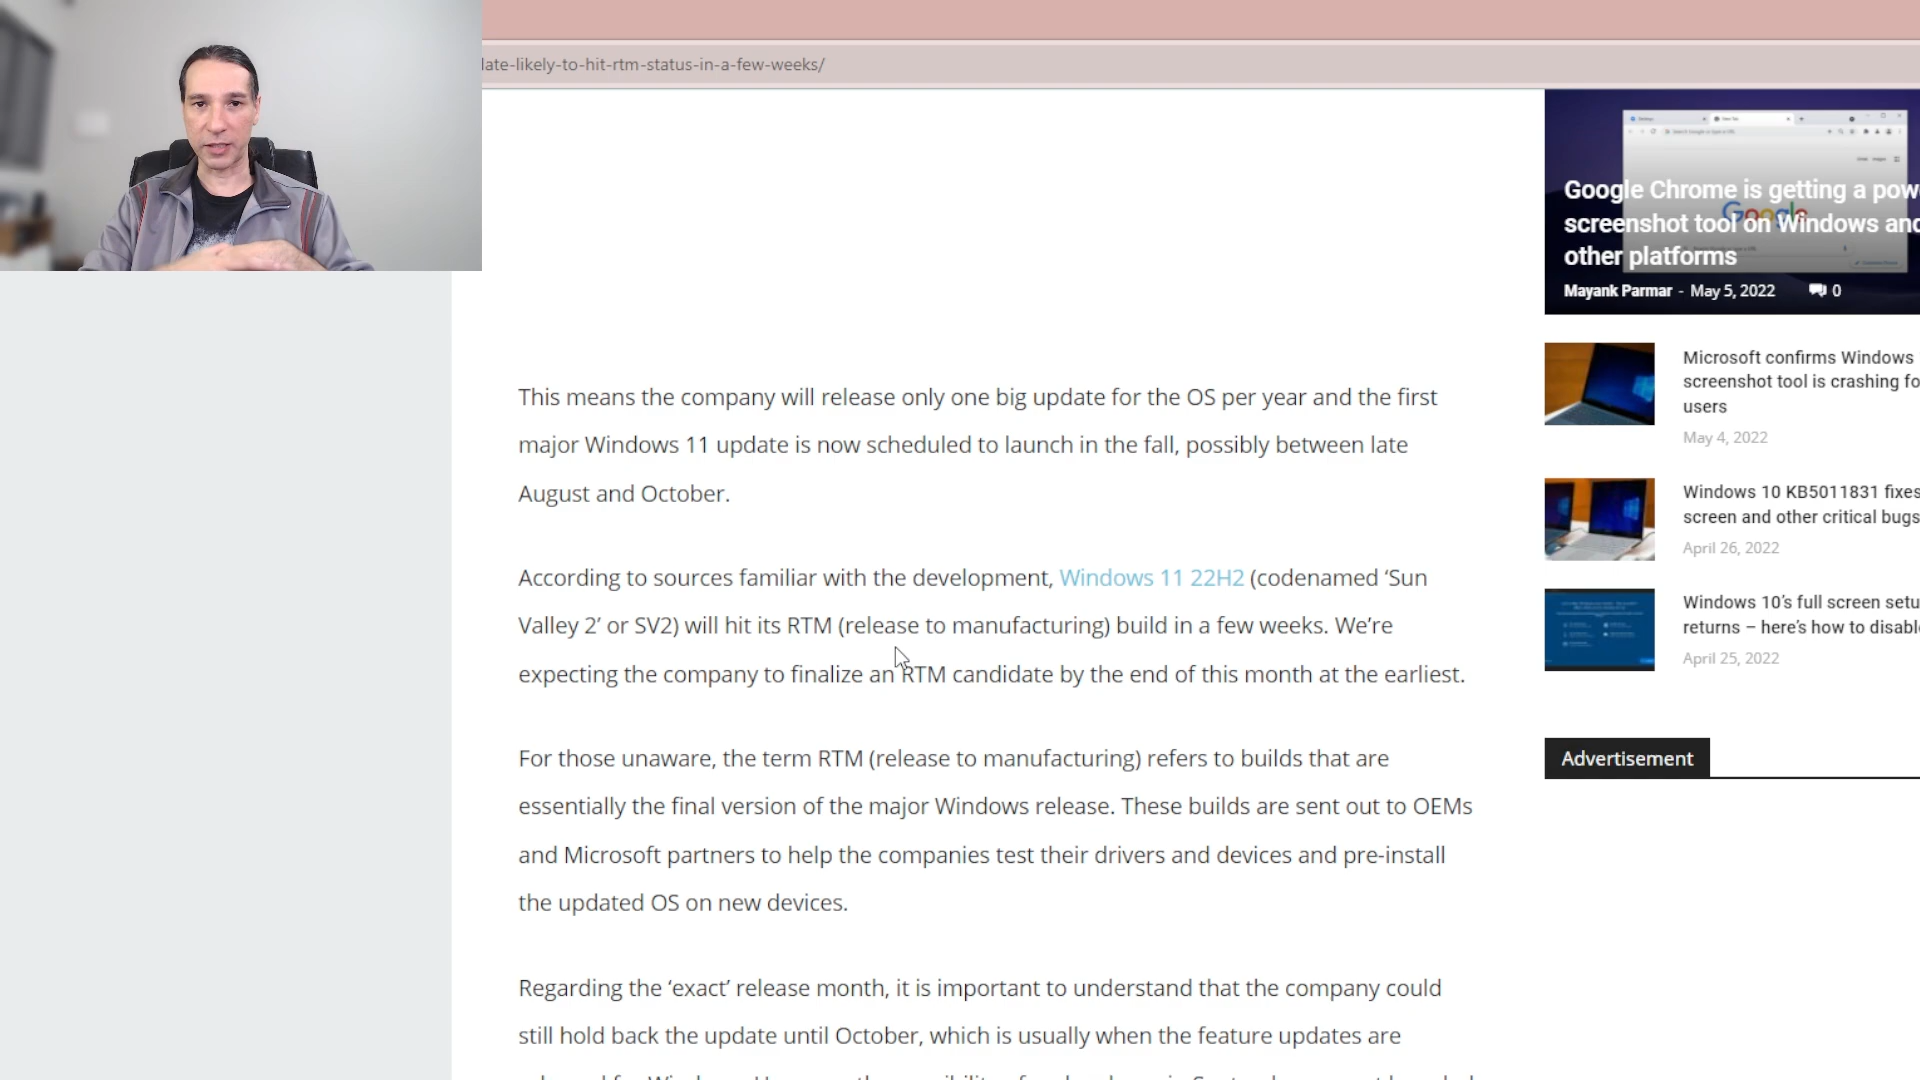 late-likely-to-hit-rtm-status-in-a-few-weeks/
This means the company will release only one big update for the OS per year and the first
major Windows 11 update is now scheduled to launch in the fall, possibly between late
August and October.
According to sources familiar with the development, Windows 11 22H2 (codenamed ‘Sun
Valley 2’ or SV2) will hit its RTM (release to manufacturing) build in a few weeks. We’re
expecting the company to finalize an RTM candidate by the end of this month at the earliest.
For those unaware, the term RTM (release to manufacturing) refers to builds that are
essentially the final version of the major Windows release. These builds are sent out to OEMs
and Microsoft partners to help the companies test their drivers and devices and pre-install
the updated OS on new devices.
Regarding the ‘exact’ release month, it is important to understand that the company could
still hold back the update until October, which is usually when the feature updates are
Google
Google Chrome is getting a pow
screenshot tool on Windows and
other platforms
Mayank Parmar - May 5, 2022 0
Microsoft confirms Windows
screenshot tool is crashing fo
users
May 4, 2022
Windows 10 KB5011831 fixes
screen and other critical bugs
April 26, 2022
Windows 10’s full screen setu
returns – here’s how to disabl
April 25, 2022
Advertisement